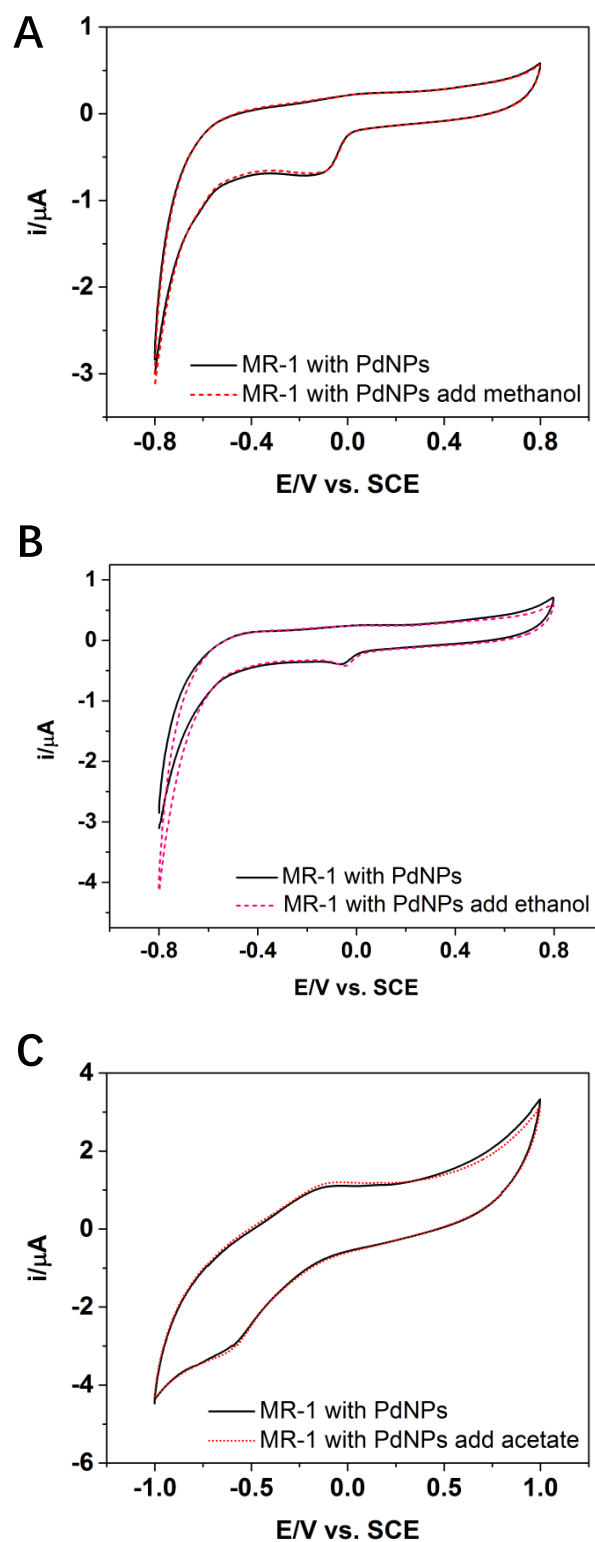 A
1
0
-1
-2
-3
i/μA
MR-1 with PdNPs
MR-1 with PdNPs add methanol
-0.8 -0.4 0.0 0.4 0.8
E/V vs. SCE
B
1
0
-1
-2
-3
-4
i/μA
MR-1 with PdNPs
MR-1 with PdNPs add ethanol
-0.8 -0.4 0.0 0.4 0.8
E/V vs. SCE
C
4
2
0
-2
-4
-6
i/μA
MR-1 with PdNPs
MR-1 with PdNPs add acetate
-1.0 -0.5 0.0 0.5 1.0
E/V vs. SCE